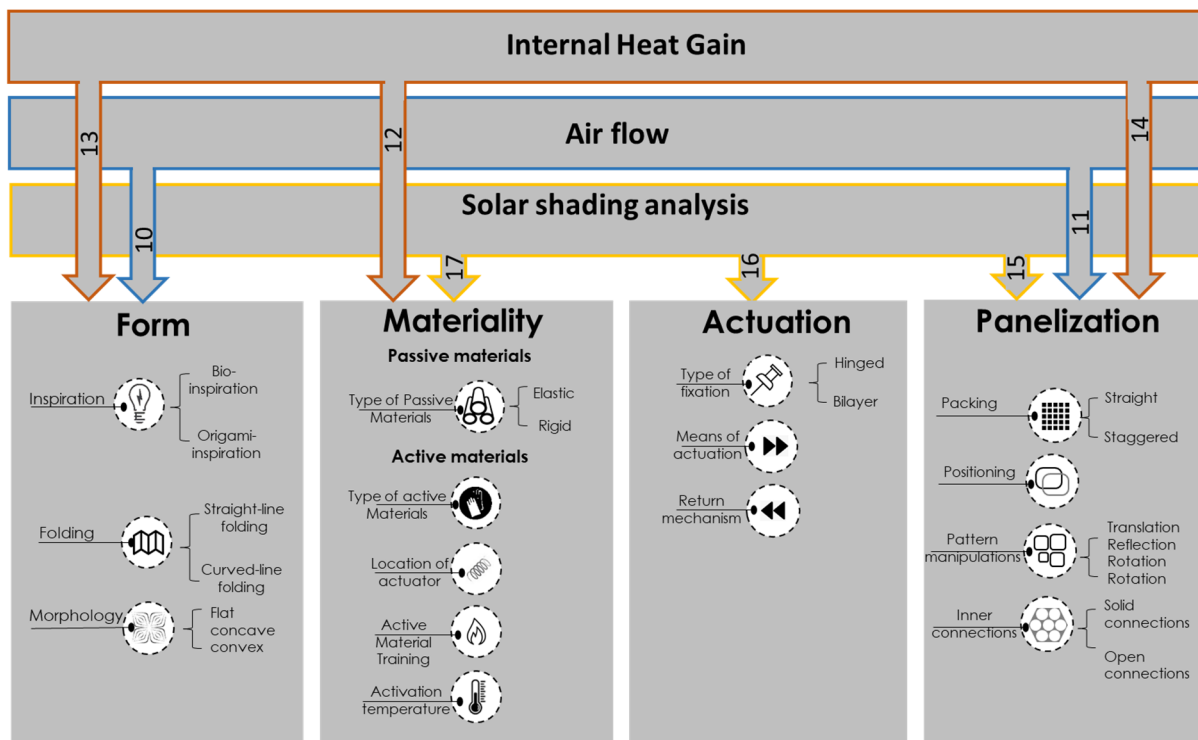 Internal Heat Gain
Air flow
Solar shading analysis
13
10
12
17
16
15
11
14
Form
Inspiration
Bio-
inspiration
Origami-
inspiration
Folding
Straight-line
folding
Curved-line
folding
Morphology
Flat
concave
convex
Materiality
Passive materials
Type of Passive
Materials
Elastic
Rigid
Active materials
Type of active
Materials
Location of
actuator
Active
Material
Training
Activation
temperature
Actuation
Type of
fixation
Hinged
Bilayer
Means of
actuation
Return
mechanism
Panelization
Packing
Straight
Staggered
Positioning
Pattern
manipulations
Translation
Reflection
Rotation
Rotation
Inner
connections
Solid
connections
Open
connections